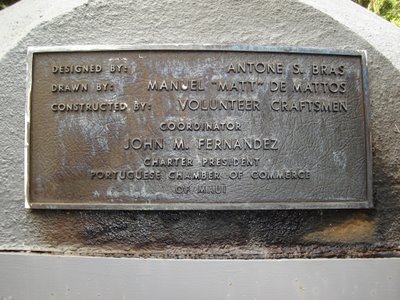 DESIGNED BY: ANTONE S. BRAS
DRAWN BY: MANUEL "MATT" DE MATTOS
CONSTRUCTED BY: VOLUNTEER CRAFTSMEN
COORDINATOR
JOHN M. FERNANDEZ
CHARTER PRESIDENT
PORTUGUESE CHAMBER OF COMMERCE
OF MAUI